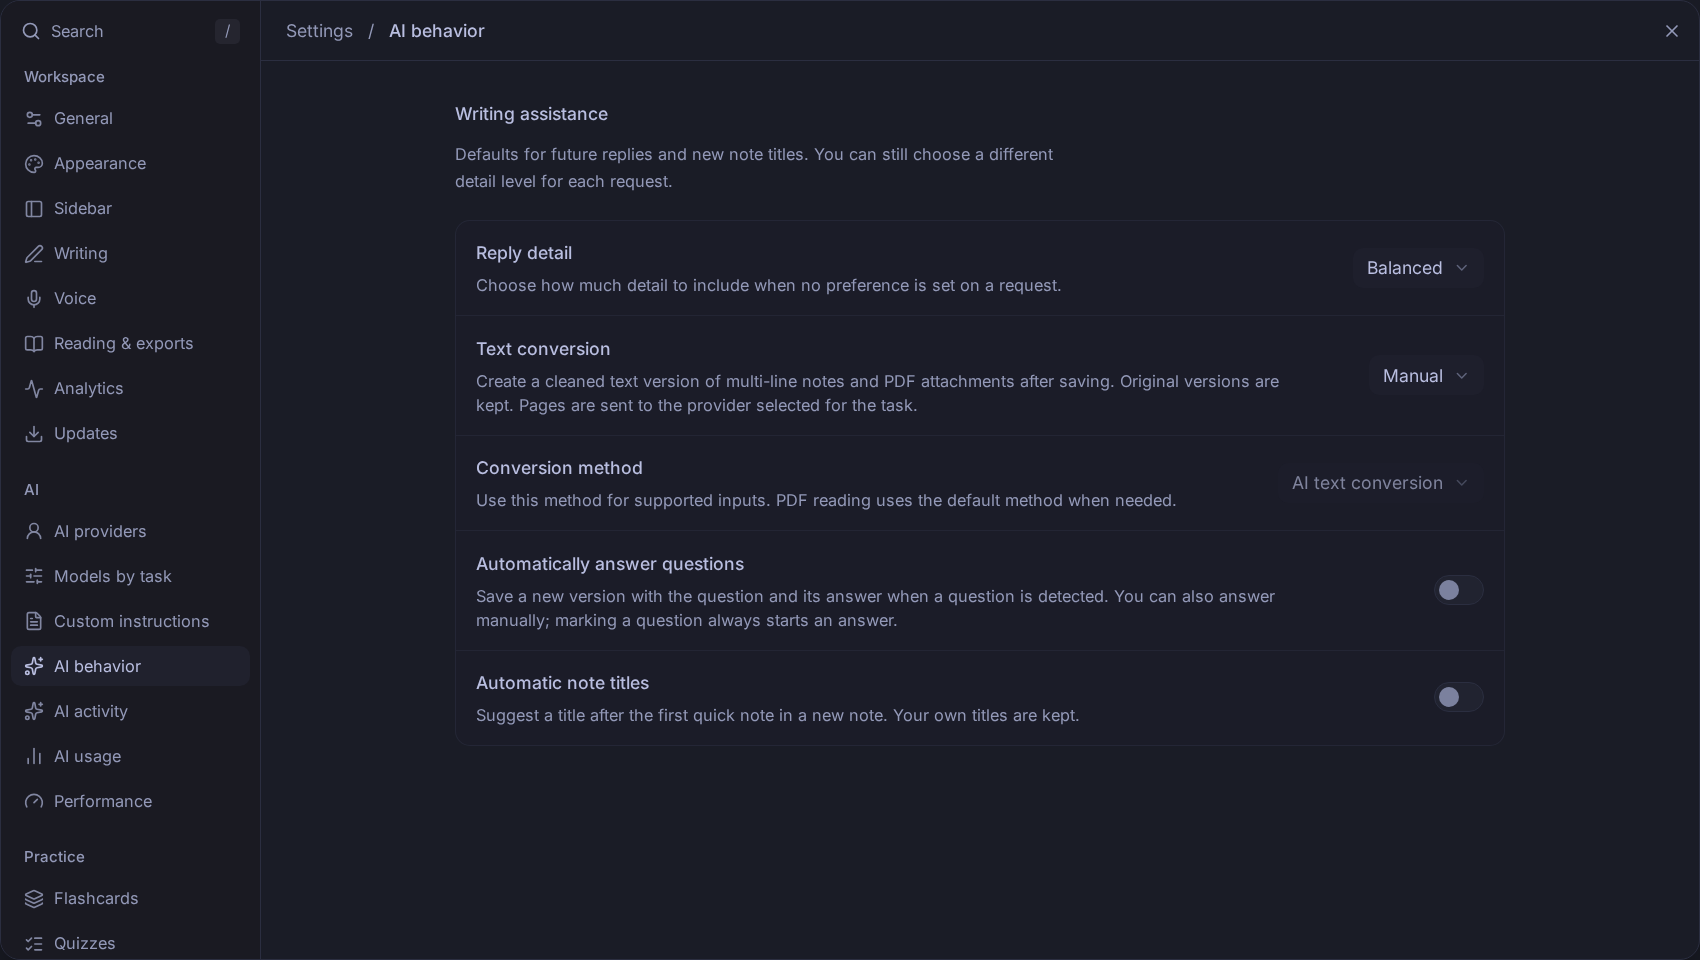 Search /
Settings / AI behavior
Workspace
General
Appearance
Sidebar
Writing
Voice
Reading & exports
Analytics
Updates
AI
AI providers
Models by task
Custom instructions
AI behavior
AI activity
AI usage
Performance
Practice
Flashcards
Quizzes
Writing assistance
Defaults for future replies and new note titles. You can still choose a different
detail level for each request.
Reply detail
Choose how much detail to include when no preference is set on a request.
Balanced
Text conversion
Create a cleaned text version of multi-line notes and PDF attachments after saving. Original versions are
kept. Pages are sent to the provider selected for the task.
Manual
Conversion method
Use this method for supported inputs. PDF reading uses the default method when needed.
AI text conversion
Automatically answer questions
Save a new version with the question and its answer when a question is detected. You can also answer
manually; marking a question always starts an answer.
Automatic note titles
Suggest a title after the first quick note in a new note. Your own titles are kept.